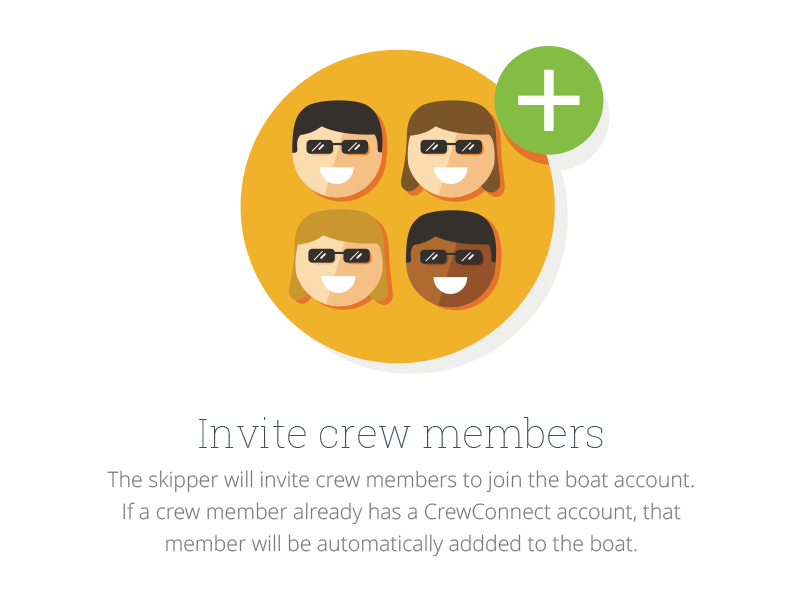 Invite crew members
The skipper will invite crew members to join the boat account.
If a crew member already has a CrewConnect account, that
member will be automatically addded to the boat.